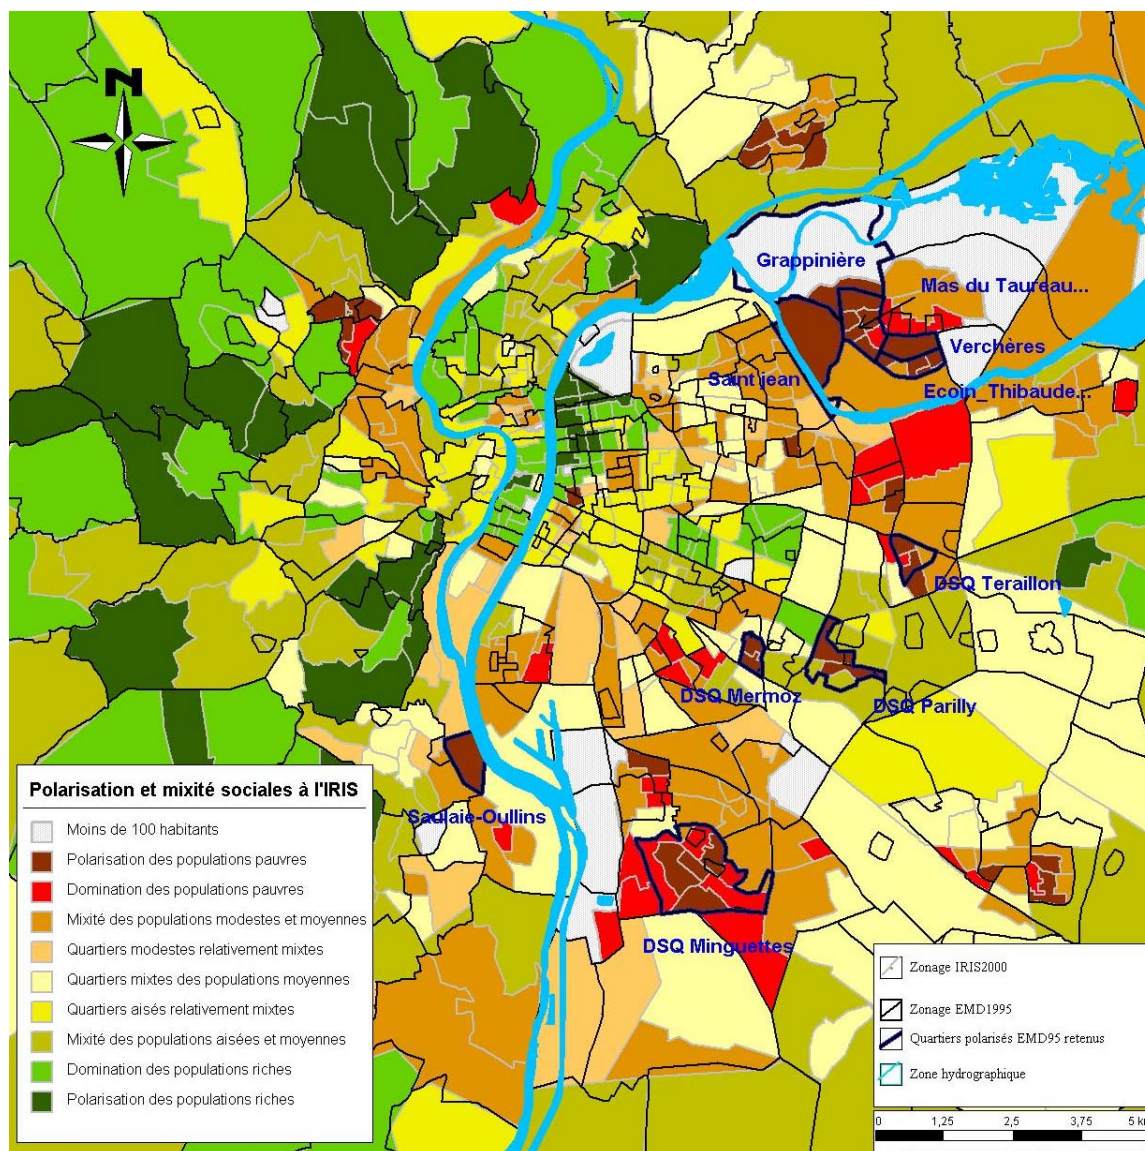 N
Grappinière
Mas du Taureau...
Verchères
Saint jean
Ecoin_Thibaude...
DSQ Teraillon
DSQ Mermoz
DSQ Parilly
Saulaie-Oullins
DSQ Minguettes
Polarisation et mixité sociales à l'IRIS
Moins de 100 habitants
Polarisation des populations pauvres
Domination des populations pauvres
Mixité des populations modestes et moyennes
Quartiers modestes relativement mixtes
Quartiers mixtes des populations moyennes
Quartiers aisés relativement mixtes
Mixité des populations aisées et moyennes
Domination des populations riches
Polarisation des populations riches
Zonage IRIS2000
Zonage EMD1995
Quartiers polarisés EMD95 retenus
Zone hydrographique
0 1,25 2,5 3,75 5 km